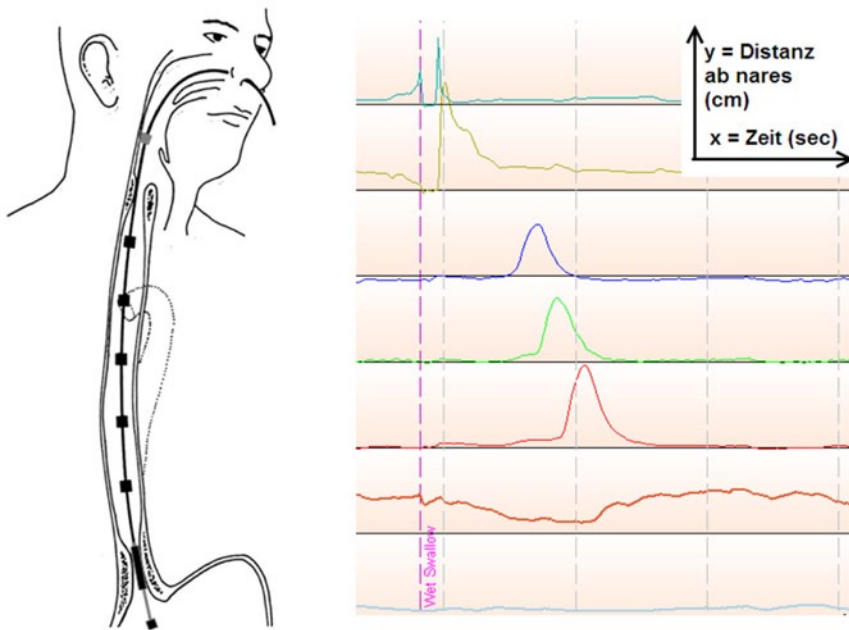 y = Distanz
ab nares
(cm)
x = Zeit (sec)
Wet Swallow